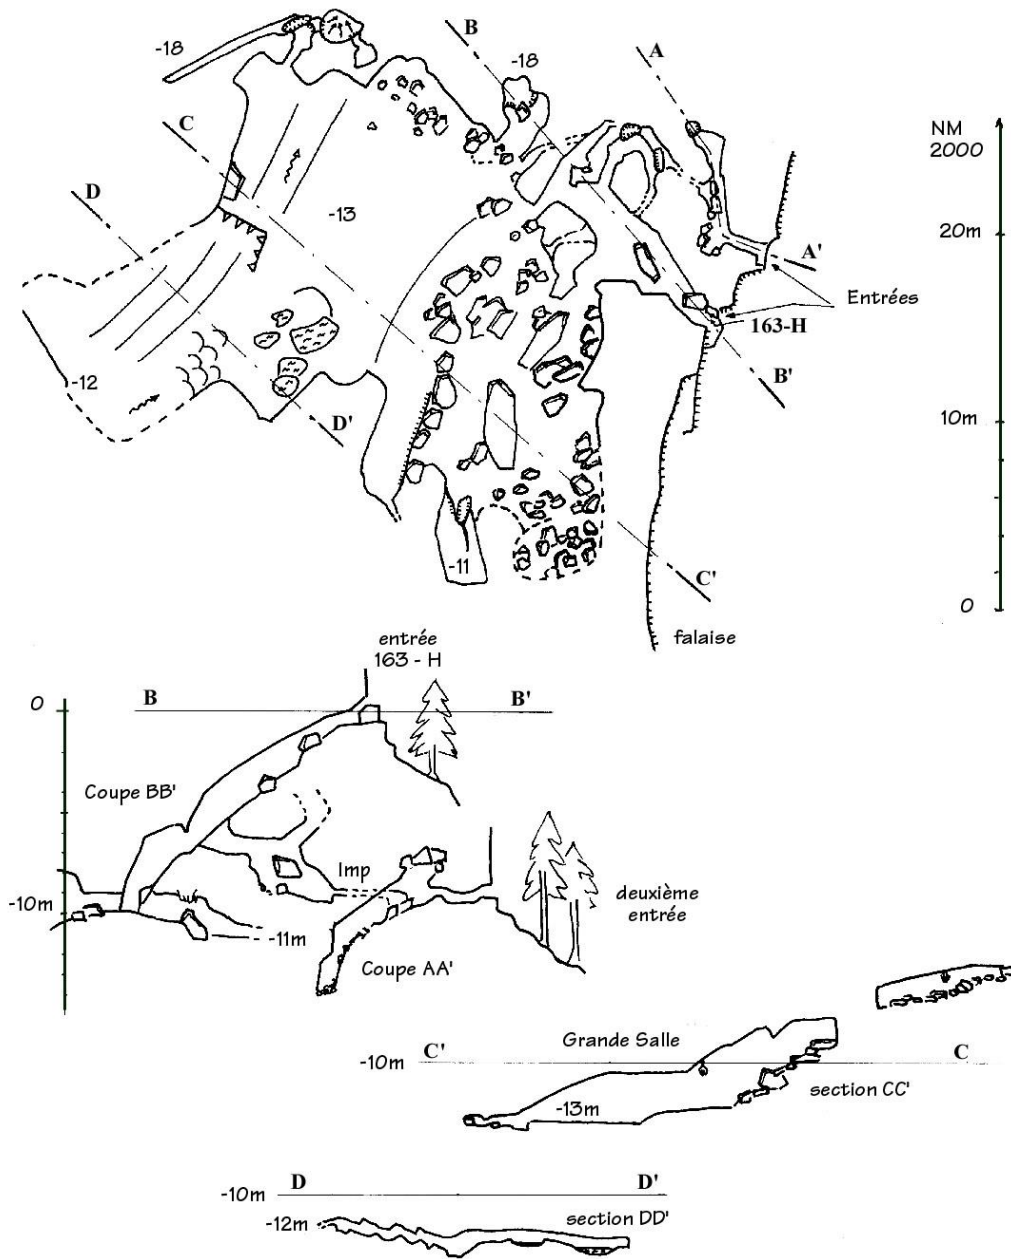 B
A
-18
-18
C
NM
2000
D
-13
20m
A'
Entrées
163-H
-12
B'
10m
D'
-11
C'
0
falaise
entrée
163 - H
0
B
B'
Coupe BB'
Imp
deuxième
entrée
-10m
-11m
Coupe AA'
Grande Salle
-10m
C'
C
section CC'
-13m
D
D'
-10m
-12m
section DD'